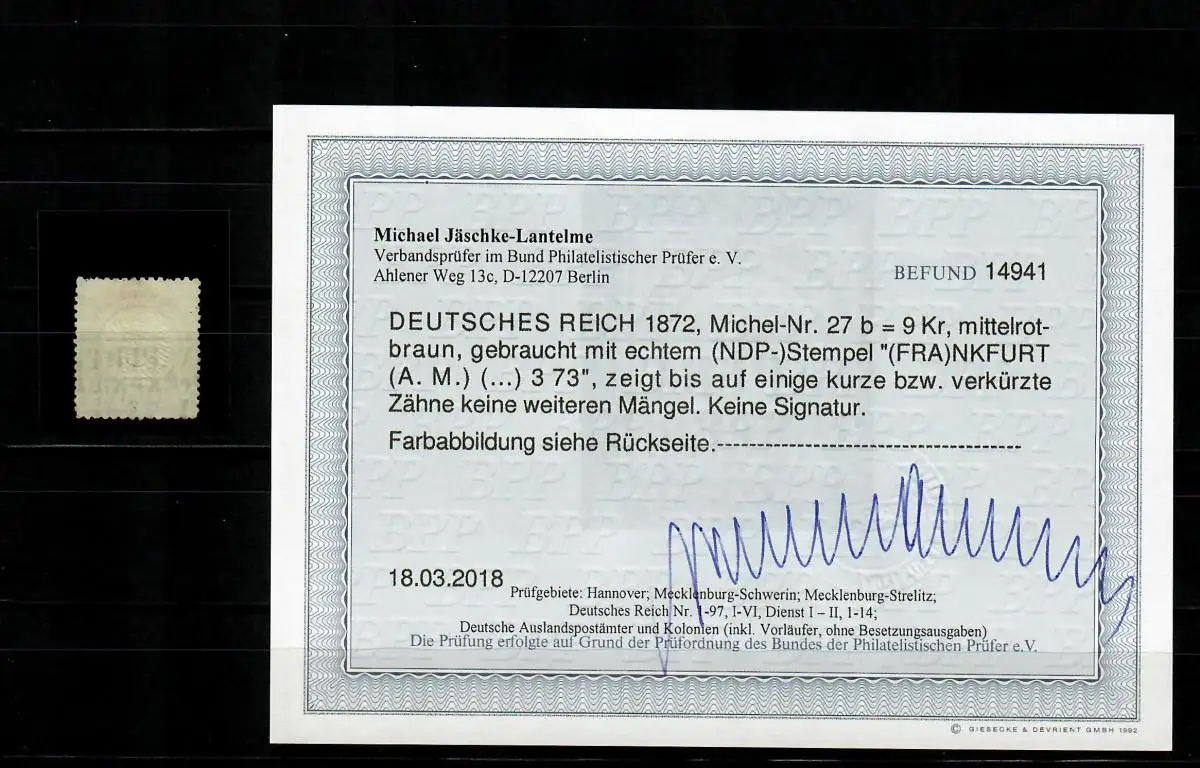 Michael Jäschke-Lantelme
Verbandsprüfer im Bund Philatelistischer Prüfer e. V.
Ahlener Weg 13c, D-12207 Berlin
BEFUND 14941
DEUTSCHES REICH 1872, Michel-Nr. 27 b = 9 Kr, mittelrot-
braun, gebraucht mit echtem (NDP-)Stempel "(FRA)NKFURT
(A. M.) (...) 3 73", zeigt bis auf einige kurze bzw. verkürzte
Zähne keine weiteren Mängel. Keine Signatur.
Farbabbildung siehe Rückseite.--------------------------------------
18.03.2018
Prüfgebiete: Hannover; Mecklenburg-Schwerin; Mecklenburg-Strelitz;
Deutsches Reich Nr. 1-97, I-VI, Dienst I – II, 1-14;
Deutsche Auslandspostämter und Kolonien (inkl. Vorläufer, ohne Besetzungsausgaben)
Die Prüfung erfolgte auf Grund der Prüfordnung des Bundes der Philatelistischen Prüfer e.V.
© GIESECKE & DEVRIENT GMBH 1992